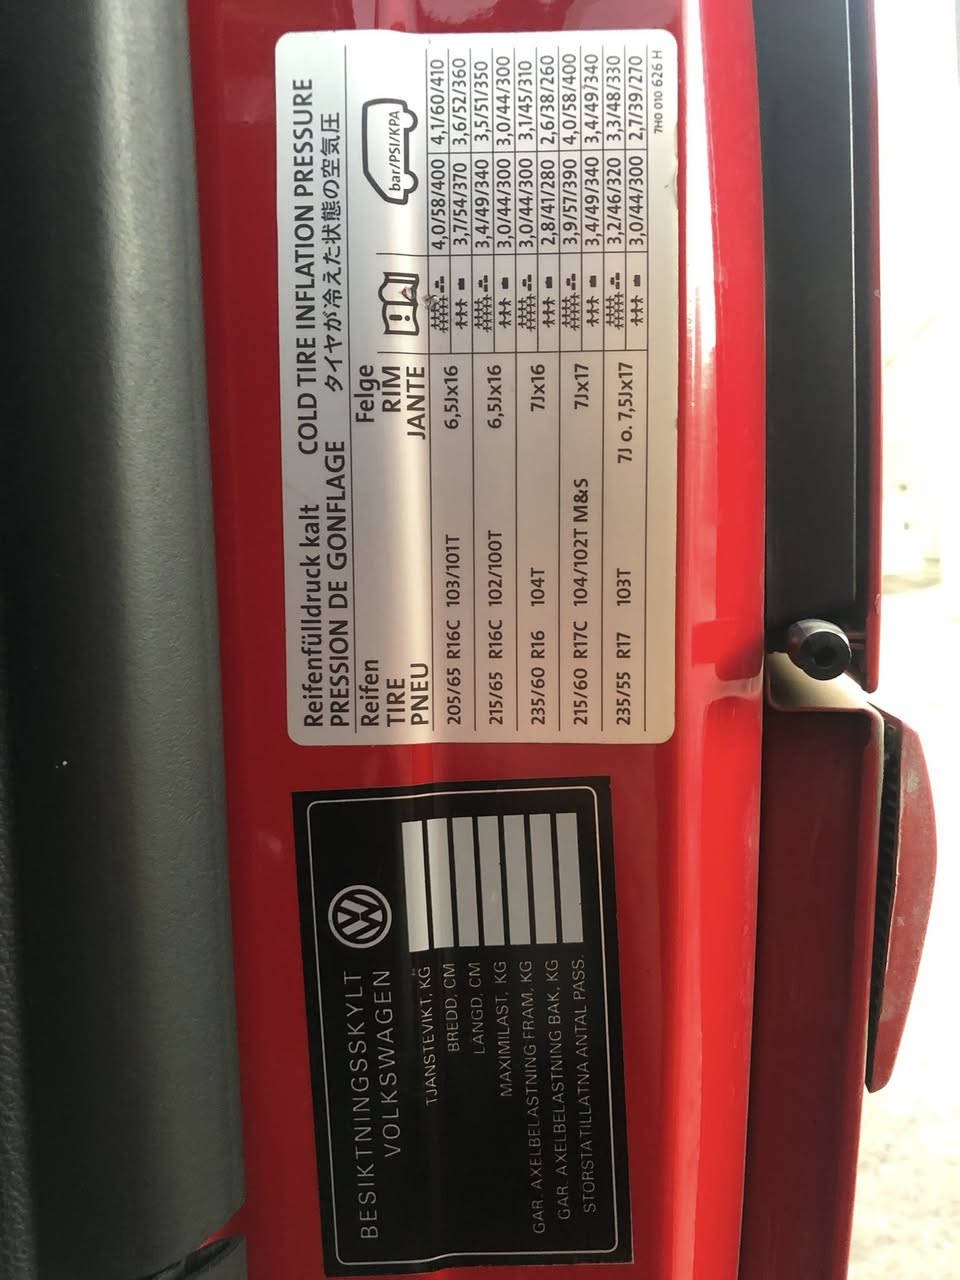 Reifenfülldruck kalt COLD TIRE INFLATION PRESSURE
PRESSION DE GONFLAGE タイヤが冷えた状態の空気圧
Reifen Felge
TIRE RIM bar/PSI/KPA
PNEU JANTE
4,0/58/400 4,1/60/410
205/65 R16C 103/101T 6,5Jx16
3,7/54/370 3,6/52/360
3,4/49/340 3,5/51/350
215/65 R16C 102/100T 6,5Jx16
3,0/44/300 3,0/44/300
3,0/44/300 3,1/45/310
235/60 R16 104T 7Jx16
2,8/41/280 2,6/38/260
3,9/57/390 4,0/58/400
215/60 R17C 104/102T M&S 7Jx17
3,4/49/340 3,4/49/340
3,2/46/320 3,3/48/330
235/55 R17 103T 7J o. 7,5Jx17
3,0/44/300 2,7/39/270
7H0 010 626 H
BESIKTNINGSSKYLT
VOLKSWAGEN
TJANSTEVIKT, KG
BREDD, CM
LANGD, CM
MAXIMILAST, KG
GAR. AXELBELASTNING FRAM, KG
GAR. AXELBELASTNING BAK, KG
STORSTA TILLATNA ANTAL PASS.